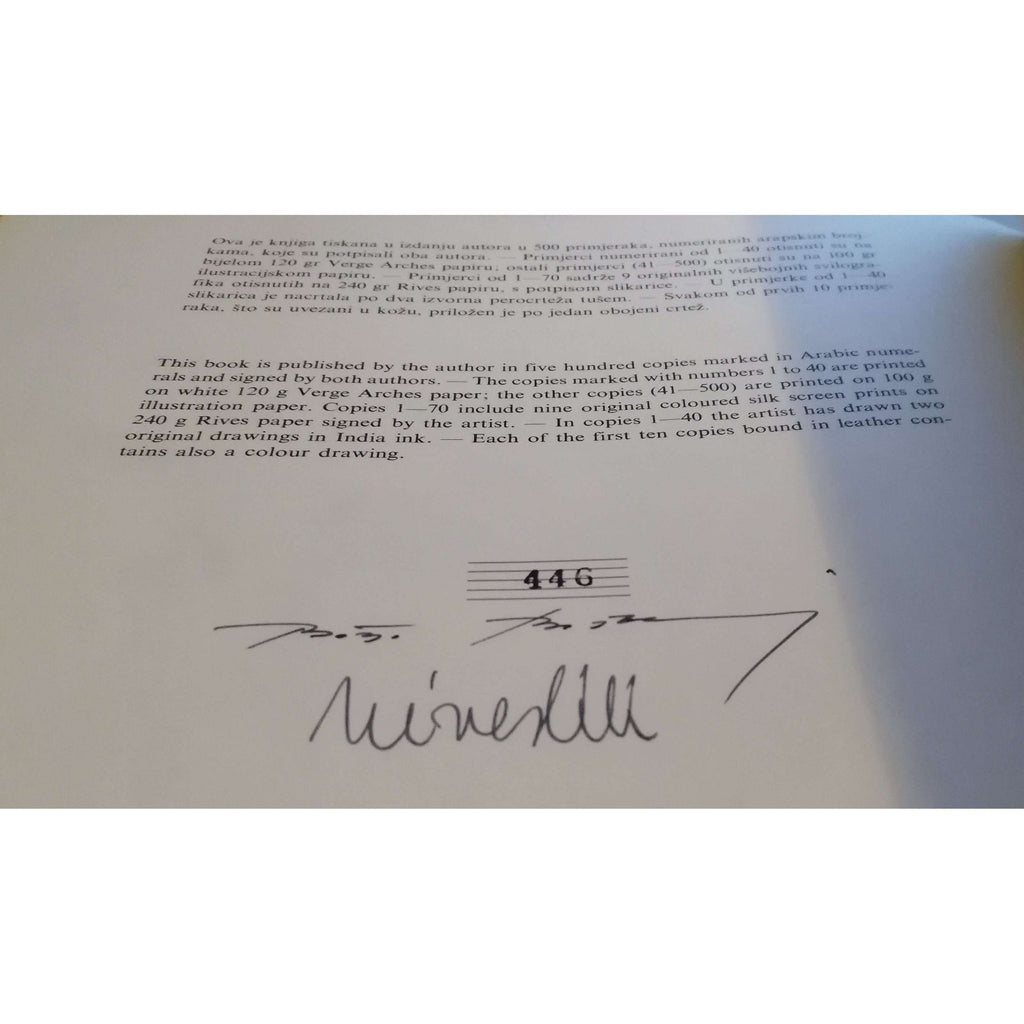 Ova je knjiga tiskana u izdanju autora u 500 primjeraka, numeriranih arapskim broj-
kama, koje su potpisali oba autora. — Primjerci numerirani od 1—40 otisnuti su na
bijelom 120 gr Verge Arches papiru; ostali primjerci (41—500) otisnuti su na 100 gr
ilustracijskom papiru. — Primjerci od 1—70 sadrže 9 originalnih višebojnih svilogra-
fika otisnutih na 240 gr Rives papiru, s potpisom slikarice. — U primjerke od 1—40
slikarica je nacrtala po dva izvorna perocrteža tušem. — Svakom od prvih 10 primje-
raka, što su uvezani u kožu, priložen je po jedan obojeni crtež.
This book is published by the author in five hundred copies marked in Arabic nume-
rals and signed by both authors. — The copies marked with numbers 1 to 40 are printed
on white 120 g Verge Arches paper; the other copies (41—500) are printed on 100 g
illustration paper. Copies 1—70 include nine original coloured silk screen prints on
240 g Rives paper signed by the artist. — In copies 1—40 the artist has drawn two
original drawings in India ink. — Each of the first ten copies bound in leather con-
tains also a colour drawing.
446